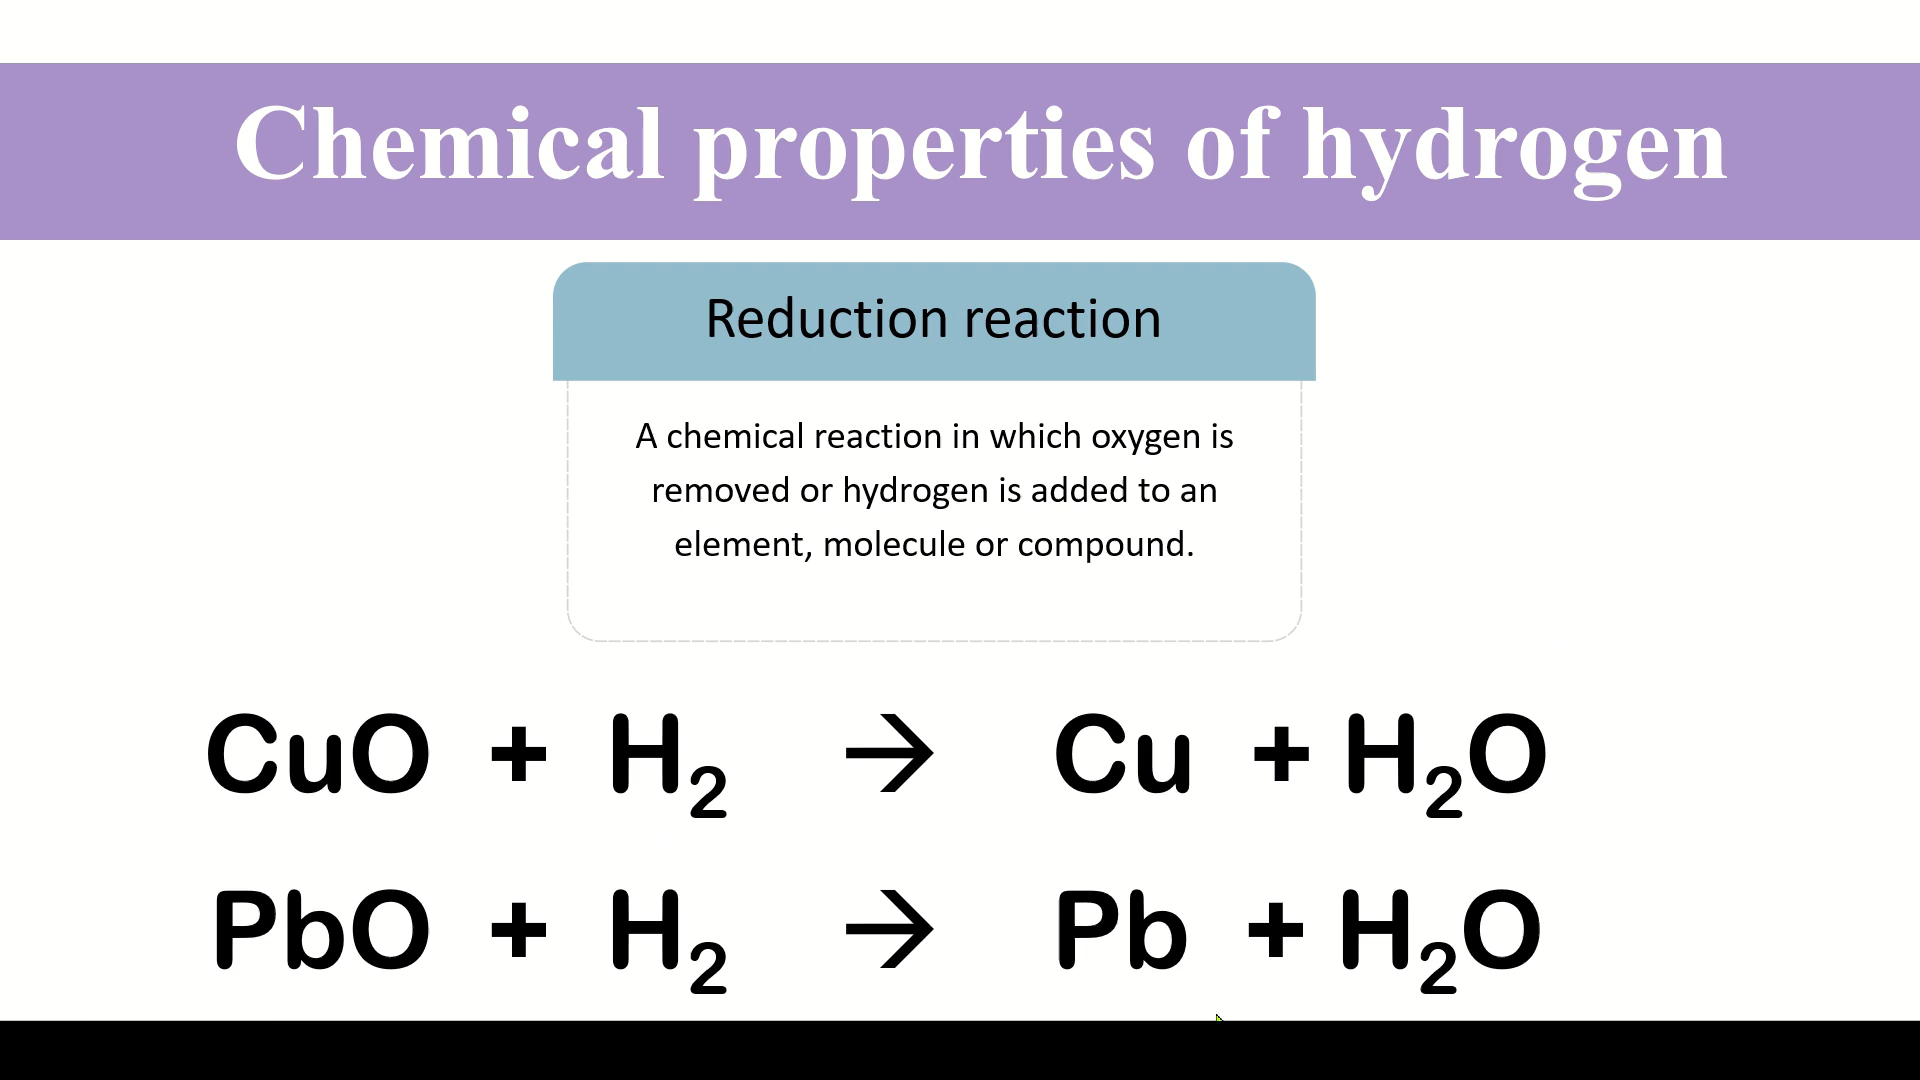 Chemical properties of hydrogen
Reduction reaction
A chemical reaction in which oxygen is
removed or hydrogen is added to an
element, molecule or compound.
CuO + H₂ → Cu + H₂O
PbO + H₂ → Pb + H₂O